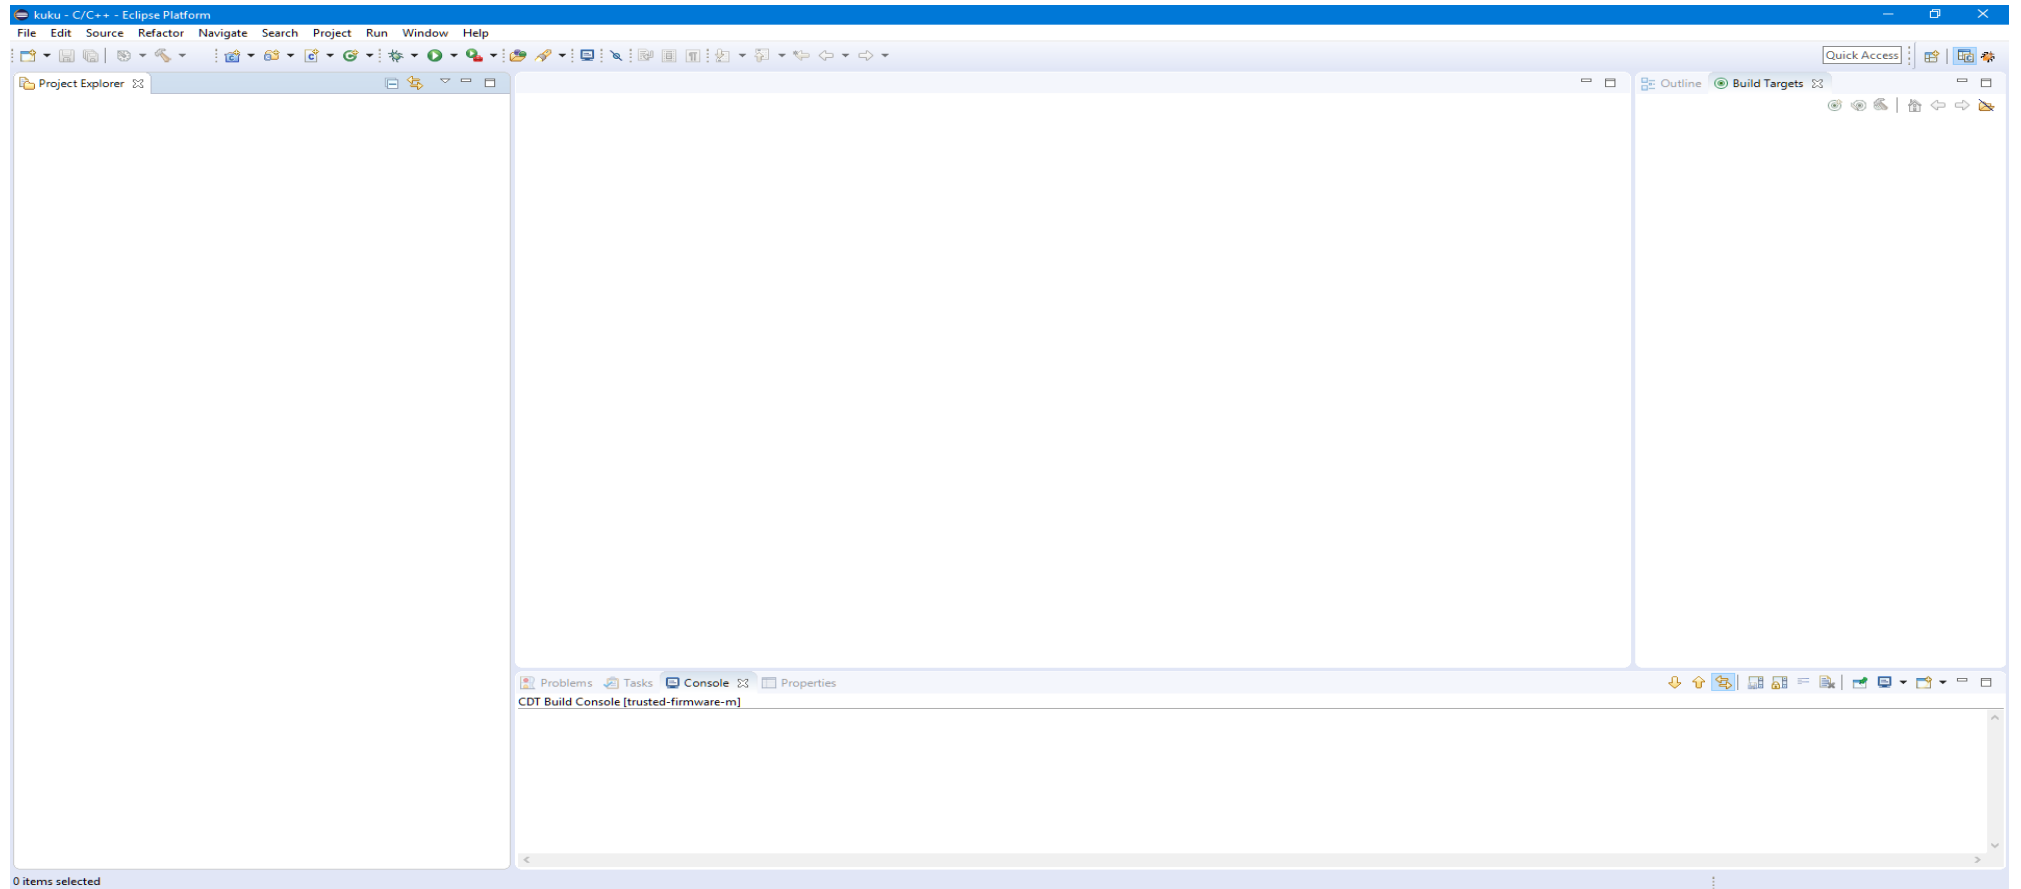 kuku - C/C++ - Eclipse Platform
File Edit Source Refactor Navigate Search Project Run Window Help
Quick Access
Project Explorer
Outline Build Targets
Problems Tasks Console Properties
CDT Build Console [trusted-firmware-m]
0 items selected